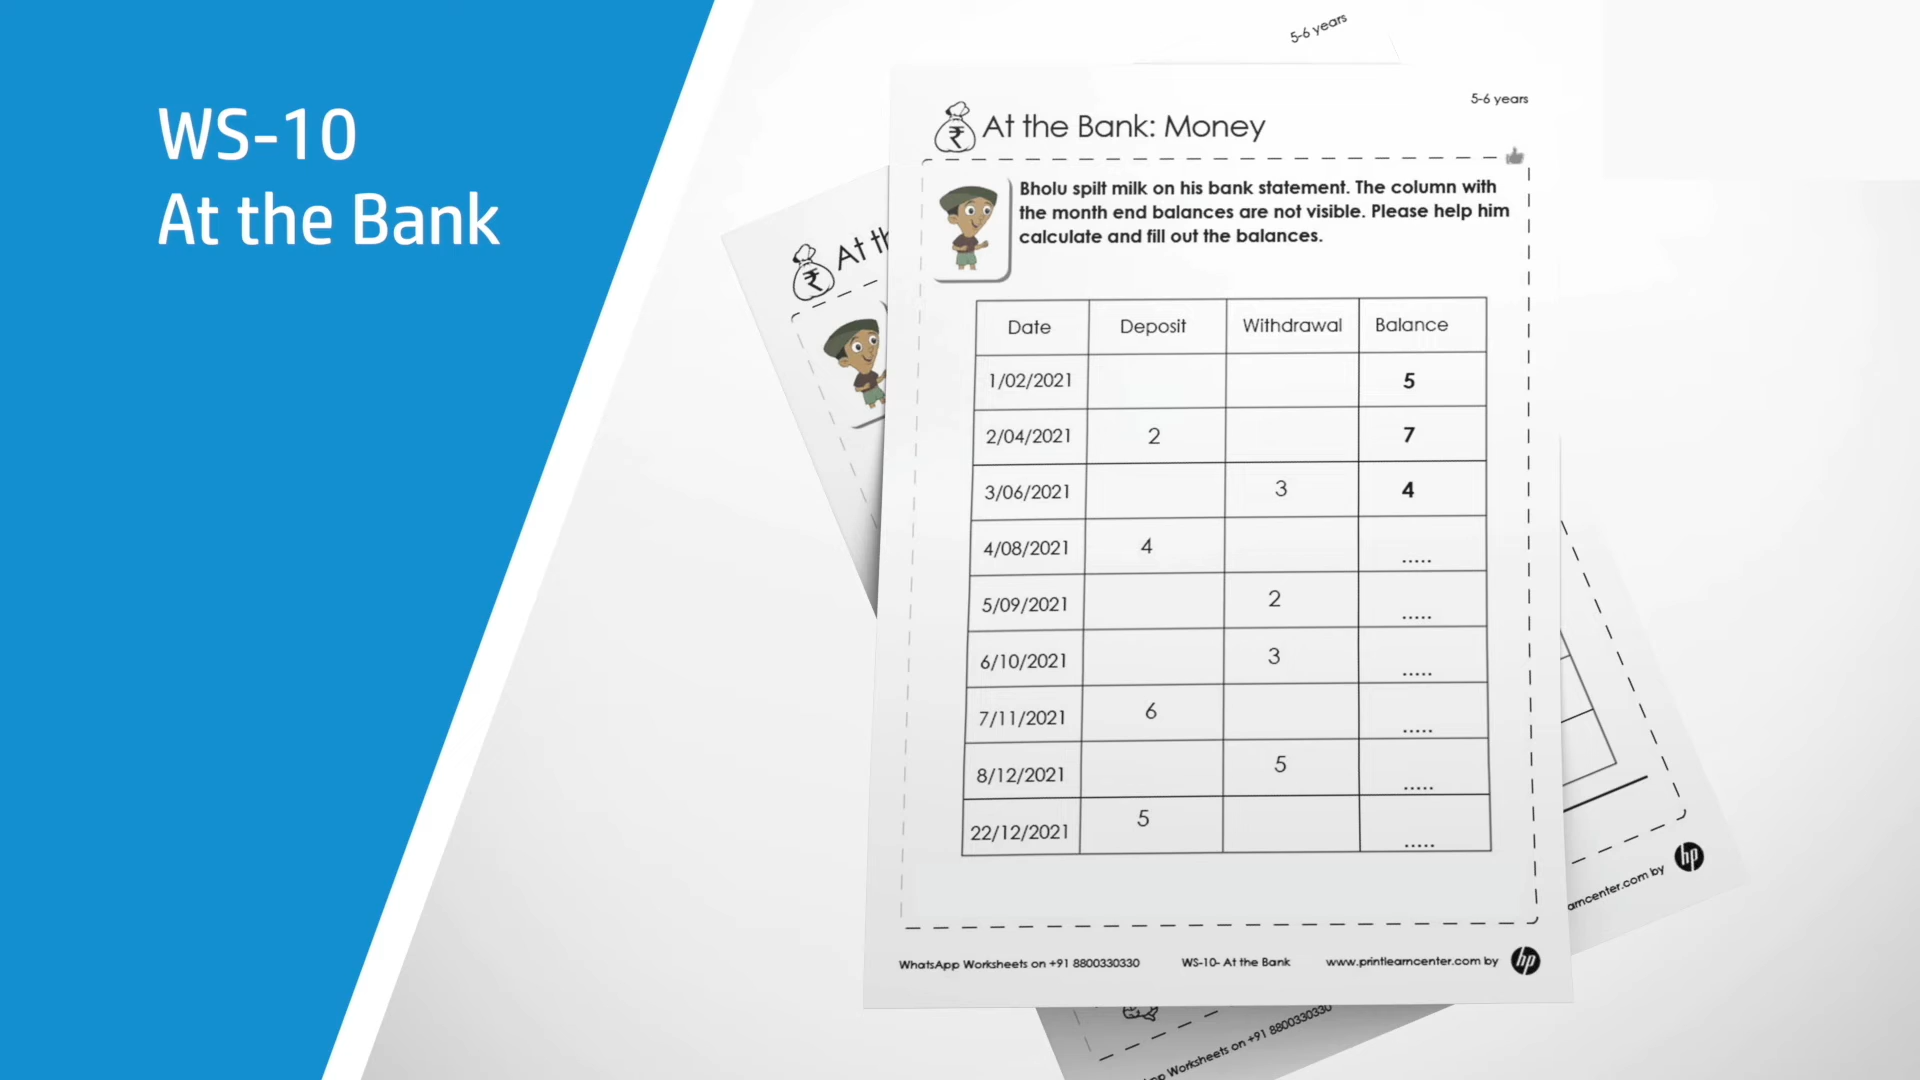 WS-10
At the Bank
5-6 years
5-6 years
₹ At the Bank: Money
₹ At th
Bholu spilt milk on his bank statement. The column with
the month end balances are not visible. Please help him
calculate and fill out the balances.
Date Deposit Withdrawal Balance
1/02/2021 5
2/04/2021 2 7
3/06/2021 3 4
4/08/2021 4 .....
5/09/2021 2 .....
6/10/2021 3 .....
7/11/2021 6 .....
8/12/2021 5 .....
22/12/2021 5 .....
WhatsApp Worksheets on +91 8800330330 WS-10- At the Bank www.printlearncenter.com by hp
arncenter.com by hp
pp Worksheets on +91 8800330330